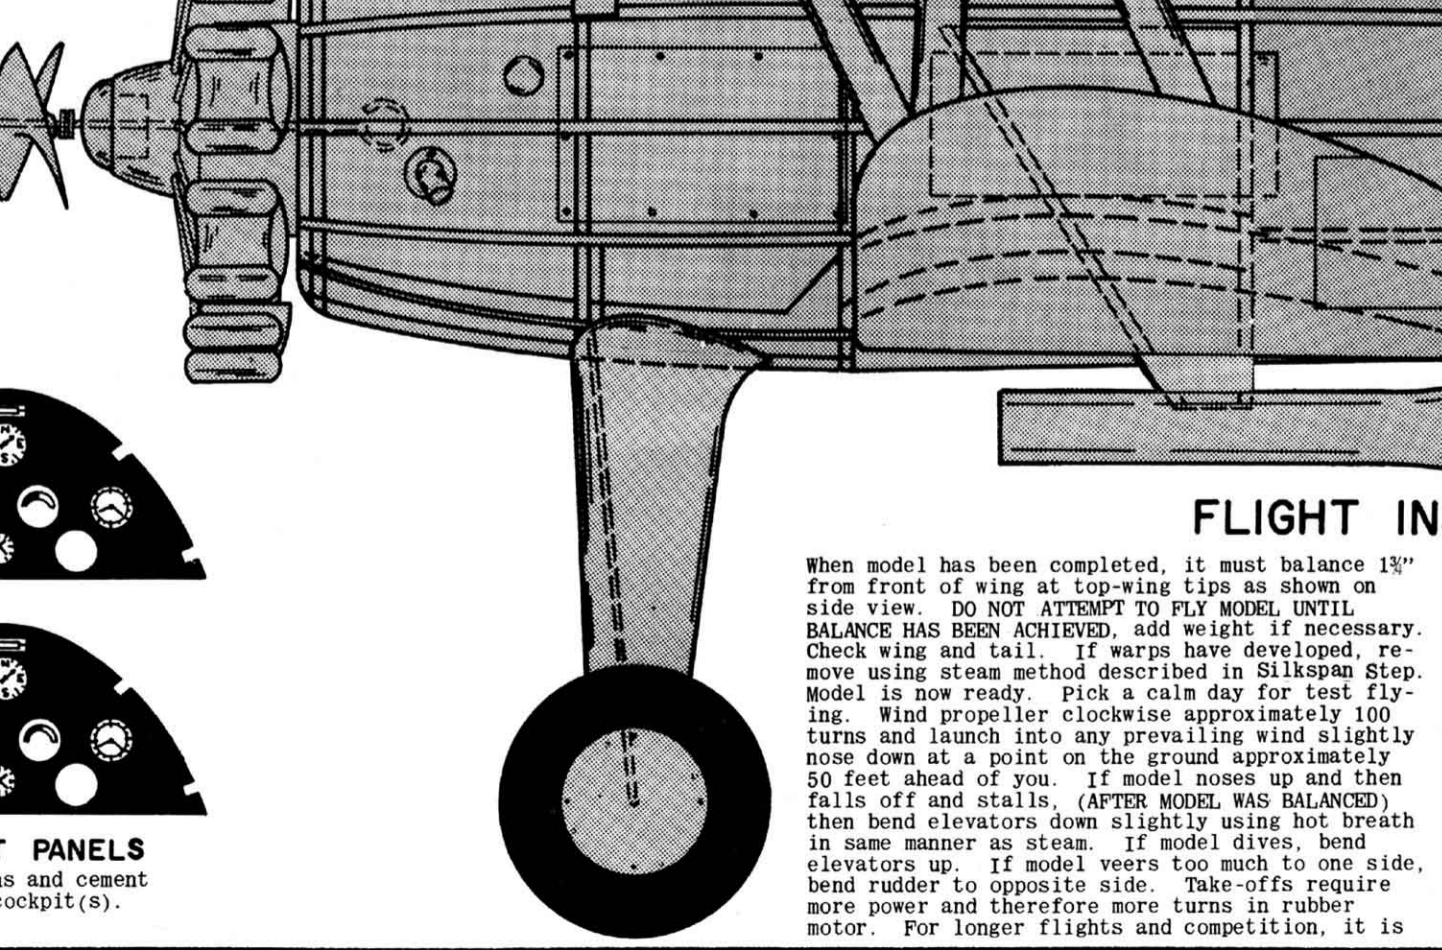 FLIGHT IN
When model has been completed, it must balance 1¾”
from front of wing at top-wing tips as shown on
side view. DO NOT ATTEMPT TO FLY MODEL UNTIL
BALANCE HAS BEEN ACHIEVED, add weight if necessary.
Check wing and tail. If warps have developed, re-
move using steam method described in Silkspan Step.
Model is now ready. Pick a calm day for test fly-
ing. Wind propeller clockwise approximately 100
turns and launch into any prevailing wind slightly
nose down at a point on the ground approximately
50 feet ahead of you. If model noses up and then
falls off and stalls, (AFTER MODEL WAS BALANCED)
then bend elevators down slightly using hot breath
in same manner as steam. If model dives, bend
elevators up. If model veers too much to one side,
bend rudder to opposite side. Take-offs require
more power and therefore more turns in rubber
motor. For longer flights and competition, it is
T PANELS
ns and cement
cockpit(s).